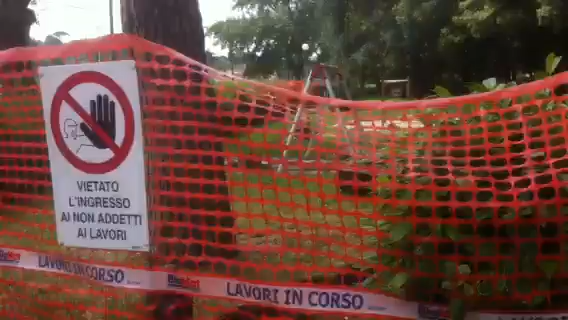 VIETATO
L'INGRESSO
AI NON ADDETTI
AI LAVORI
LAVORI IN CORSO
LAVORI IN CORSO